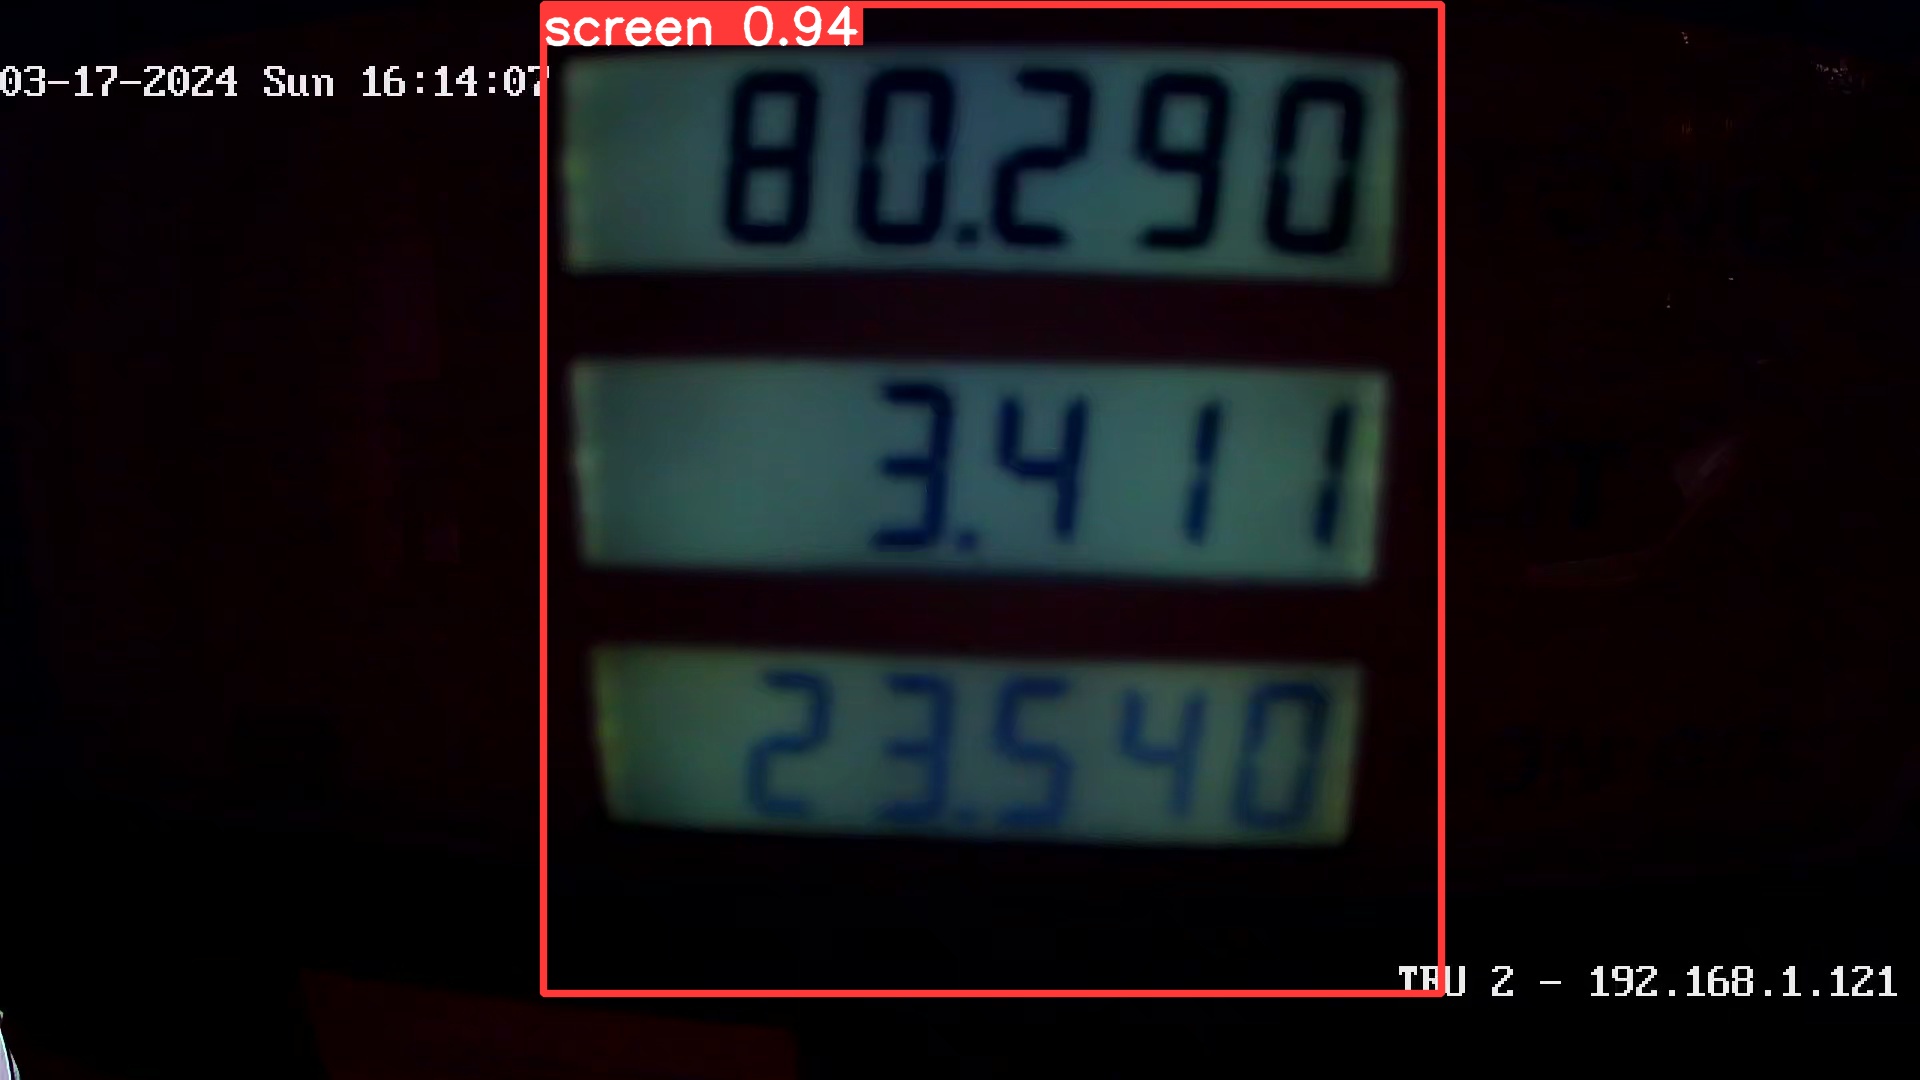 screen 0.94
03-17-2024 Sun 16:14:07
80.290
3.411
23.540
TRU 2 - 192.168.1.121